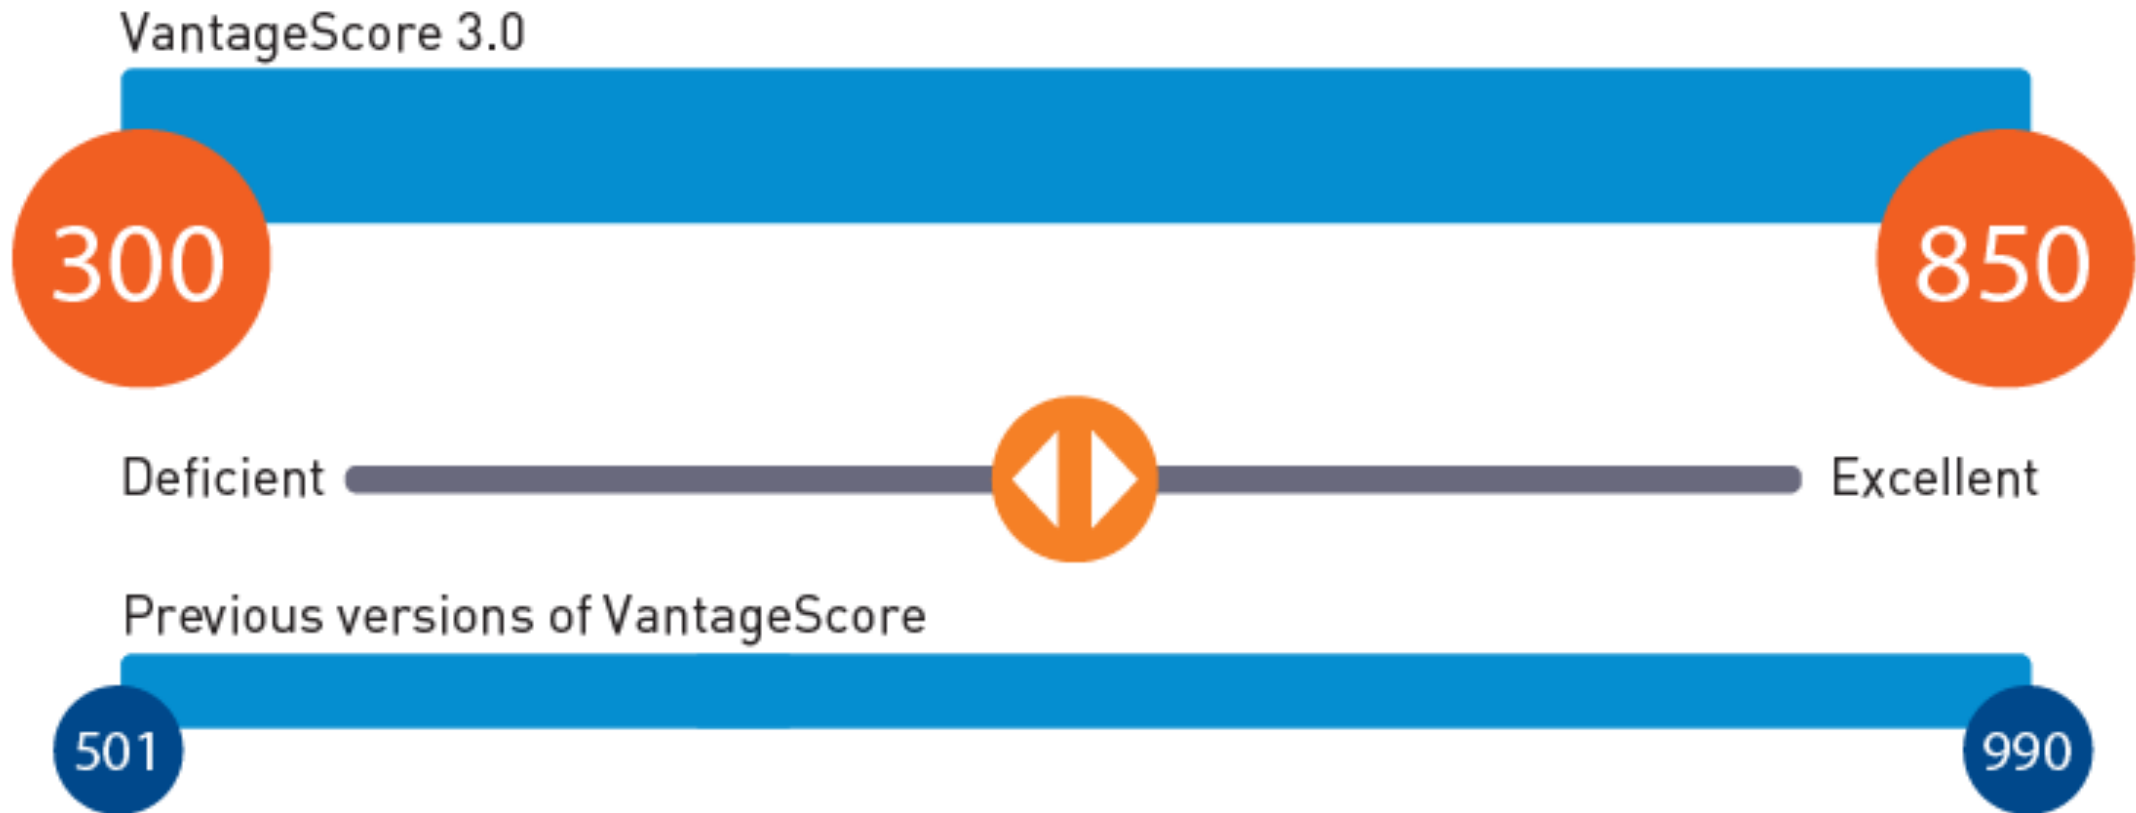 VantageScore 3.0
300 850
Deficient Excellent
Previous versions of VantageScore
501 990